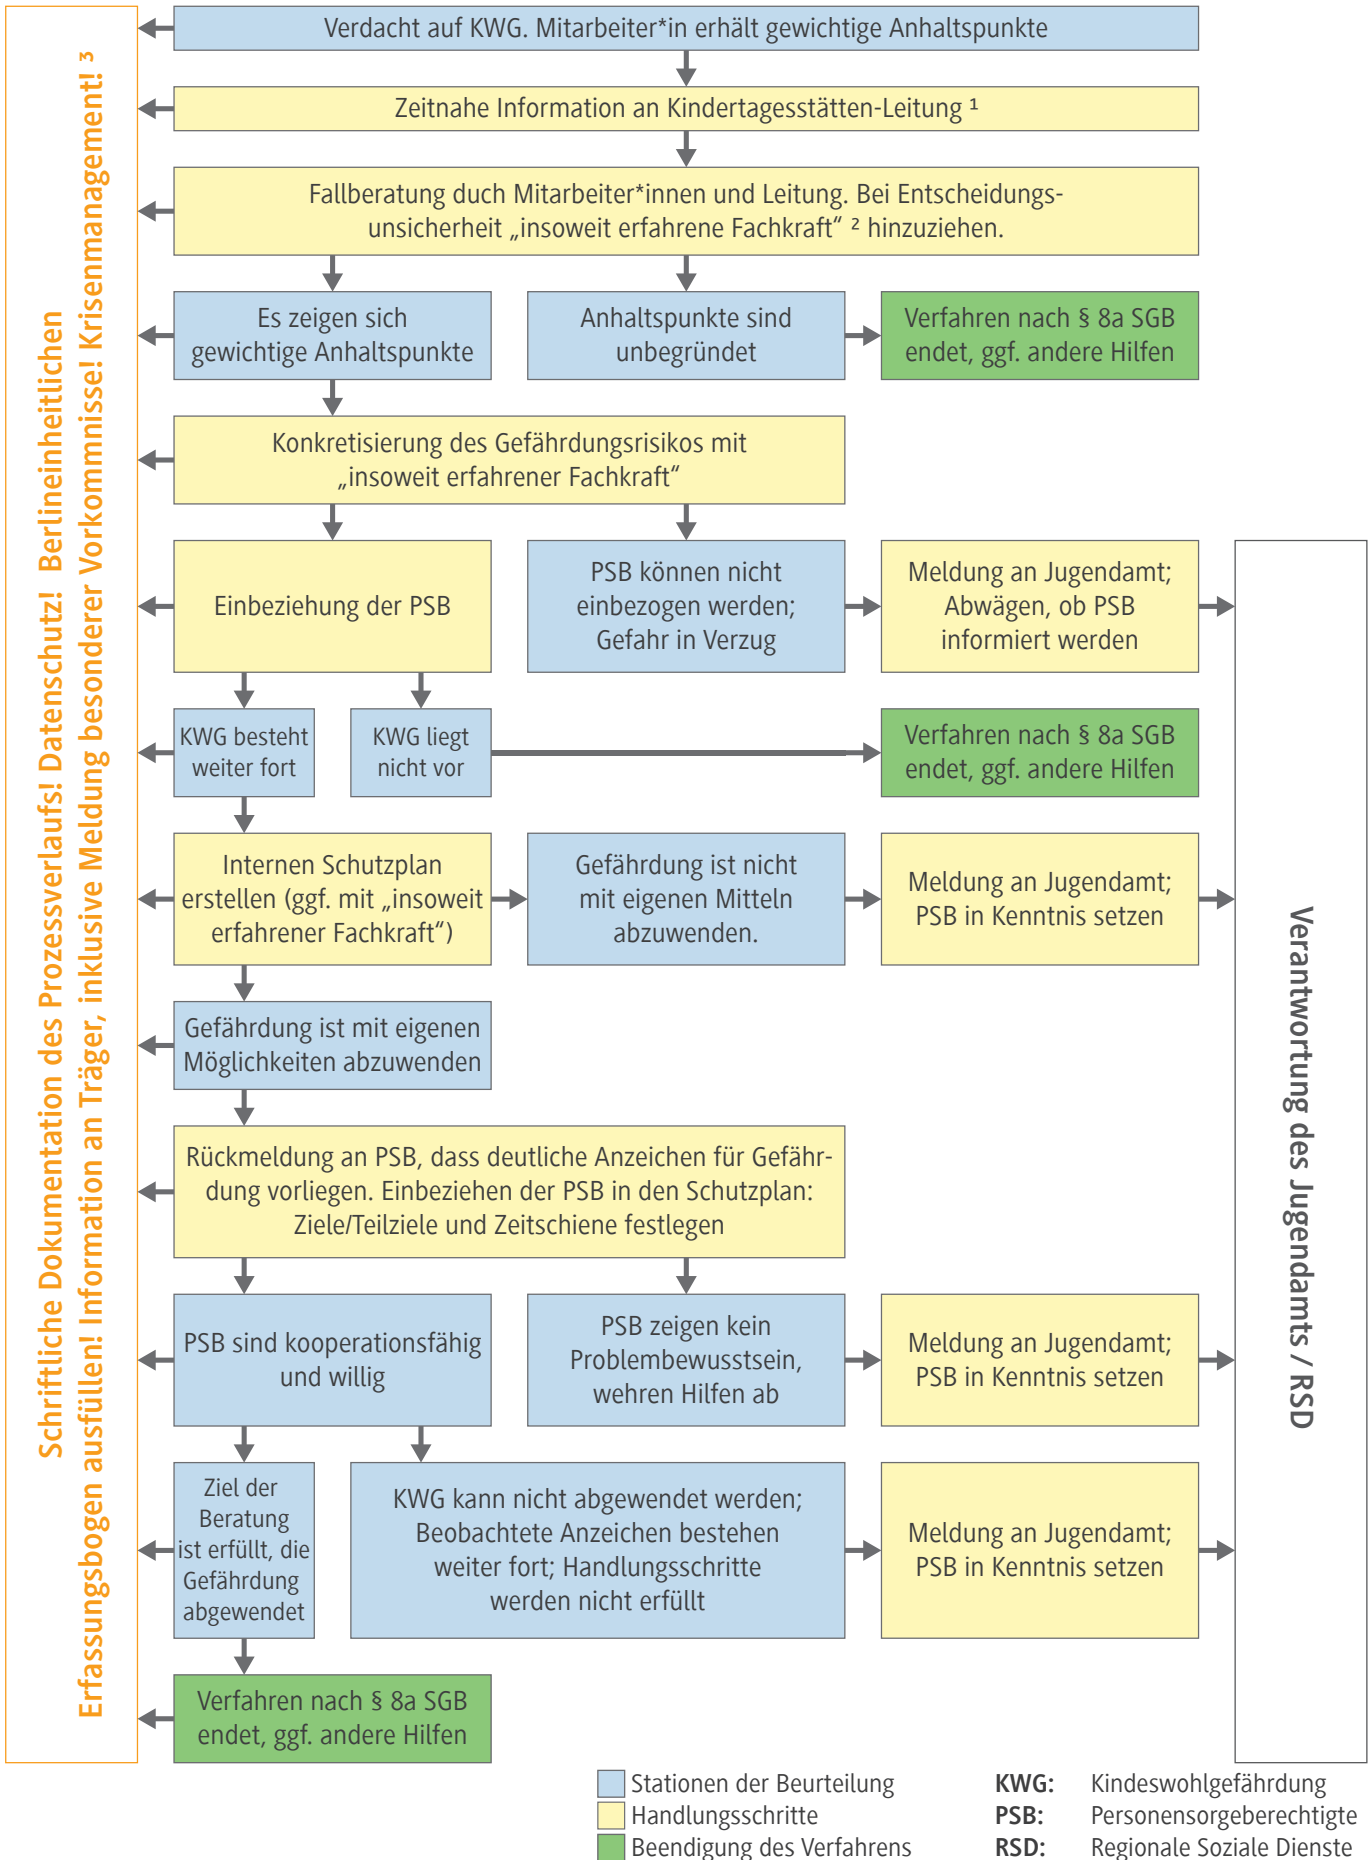 Schriftliche Dokumentation des Prozessverlaufs! Datenschutz! Berlineinheitlichen
Erfassungsbogen ausfüllen! Information an Träger, inklusive Meldung besonderer Vorkommnisse! Krisenmanagement! ³
Verdacht auf KWG. Mitarbeiter*in erhält gewichtige Anhaltspunkte
Zeitnahe Information an Kindertagesstätten-Leitung ¹
Fallberatung duch Mitarbeiter*innen und Leitung. Bei Entscheidungs-
unsicherheit „insoweit erfahrene Fachkraft“ ² hinzuziehen.
Es zeigen sich
gewichtige Anhaltspunkte
Anhaltspunkte sind
unbegründet
Verfahren nach § 8a SGB
endet, ggf. andere Hilfen
Konkretisierung des Gefährdungsrisikos mit
„insoweit erfahrener Fachkraft“
Einbeziehung der PSB
PSB können nicht
einbezogen werden;
Gefahr in Verzug
Meldung an Jugendamt;
Abwägen, ob PSB
informiert werden
KWG besteht
weiter fort
KWG liegt
nicht vor
Verfahren nach § 8a SGB
endet, ggf. andere Hilfen
Internen Schutzplan
erstellen (ggf. mit „insoweit
erfahrener Fachkraft“)
Gefährdung ist nicht
mit eigenen Mitteln
abzuwenden.
Meldung an Jugendamt;
PSB in Kenntnis setzen
Gefährdung ist mit eigenen
Möglichkeiten abzuwenden
Rückmeldung an PSB, dass deutliche Anzeichen für Gefähr-
dung vorliegen. Einbeziehen der PSB in den Schutzplan:
Ziele/Teilziele und Zeitschiene festlegen
PSB sind kooperationsfähig
und willig
PSB zeigen kein
Problembewusstsein,
wehren Hilfen ab
Meldung an Jugendamt;
PSB in Kenntnis setzen
Ziel der
Beratung
ist erfüllt, die
Gefährdung
abgewendet
KWG kann nicht abgewendet werden;
Beobachtete Anzeichen bestehen
weiter fort; Handlungsschritte
werden nicht erfüllt
Meldung an Jugendamt;
PSB in Kenntnis setzen
Verfahren nach § 8a SGB
endet, ggf. andere Hilfen
Verantwortung des Jugendamts / RSD
Stationen der Beurteilung
Handlungsschritte
Beendigung des Verfahrens
KWG: Kindeswohlgefährdung
PSB: Personensorgeberechtigte
RSD: Regionale Soziale Dienste